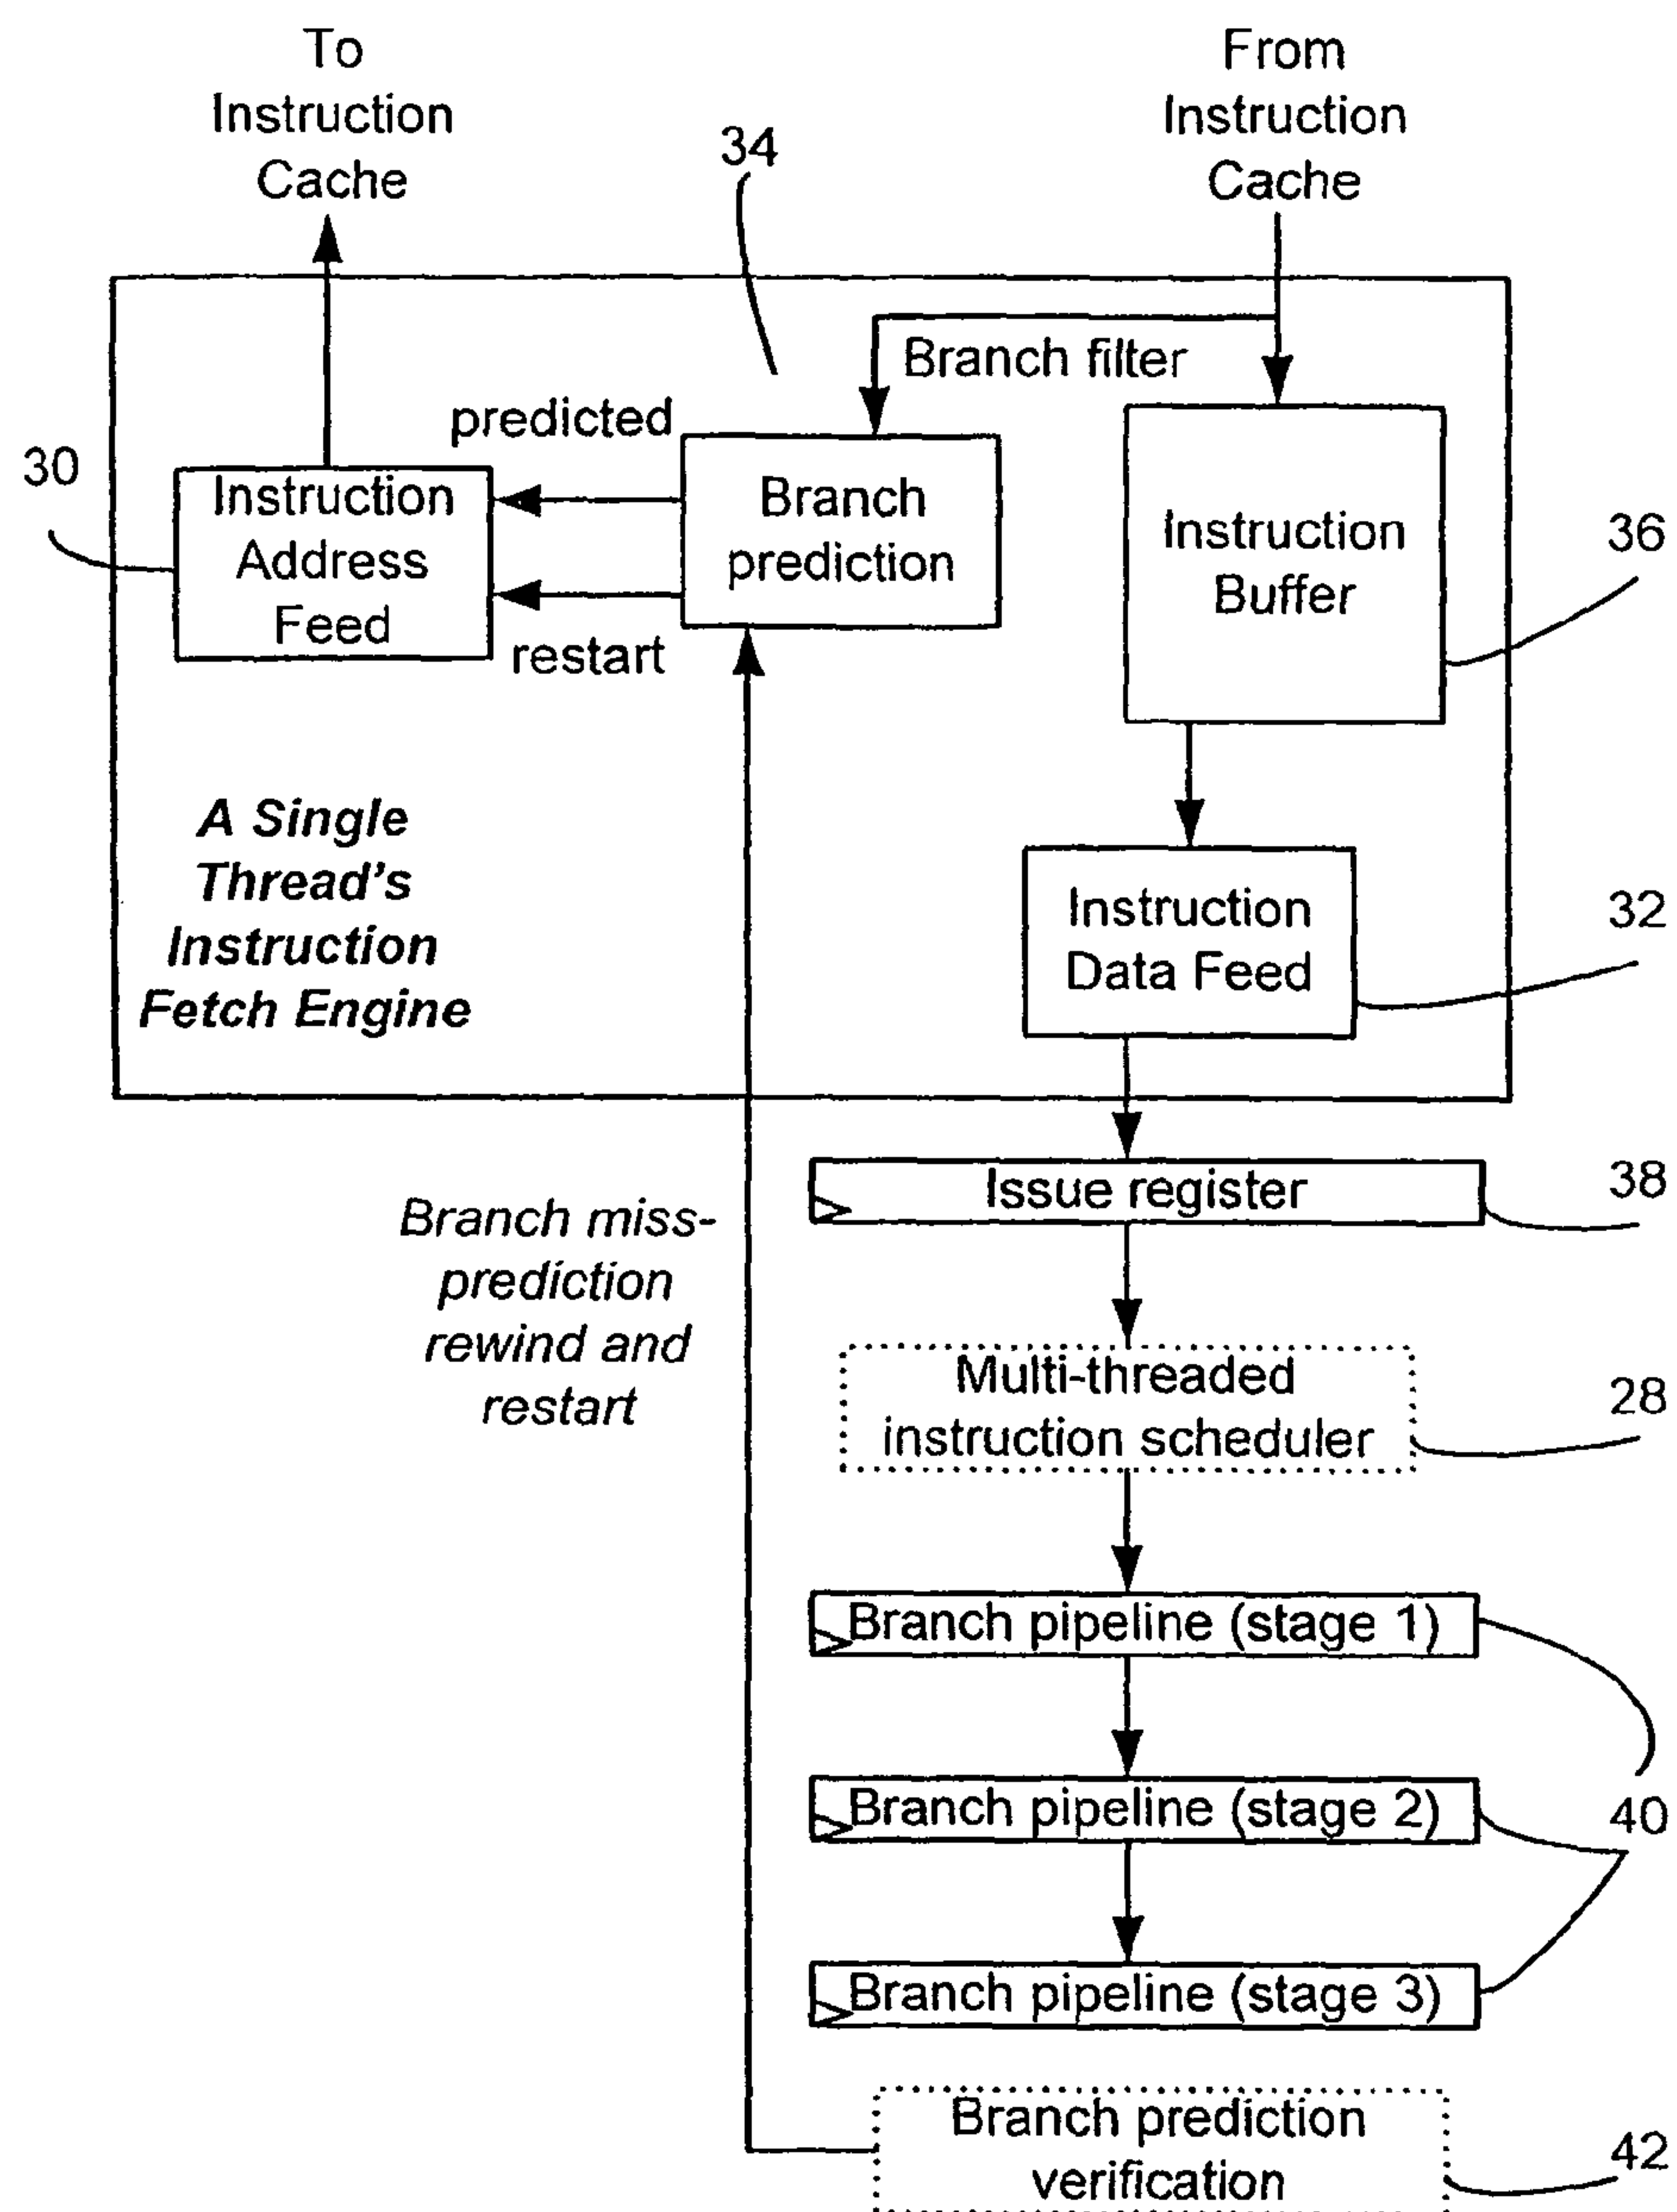 To
Instruction
Cache
From
Instruction
Cache
34
Branch filter
predicted
30
Instruction
Address
Feed
Branch
prediction
restart
Instruction
Buffer
36
A Single
Thread's
Instruction
Fetch Engine
Instruction
Data Feed
32
Issue register
38
Branch miss-
prediction
rewind and
restart
Multi-threaded
instruction scheduler
28
Branch pipeline (stage 1)
Branch pipeline (stage 2)
40
Branch pipeline (stage 3)
Branch prediction
verification
42